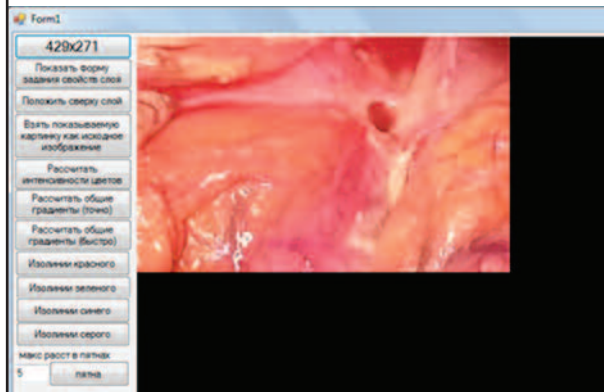 Form1
429x271
Показать форму
задания свойств слоя
Положить сверху слой
Взять показываемую
картинку как исходное
изображение
Рассчитать
интенсивности цветов
Рассчитать общие
градиенты (точно)
Рассчитать общие
градиенты (быстро)
Изолинии красного
Изолинии зеленого
Изолинии синего
Изолинии серого
макс расст в пятнах
5 пятна